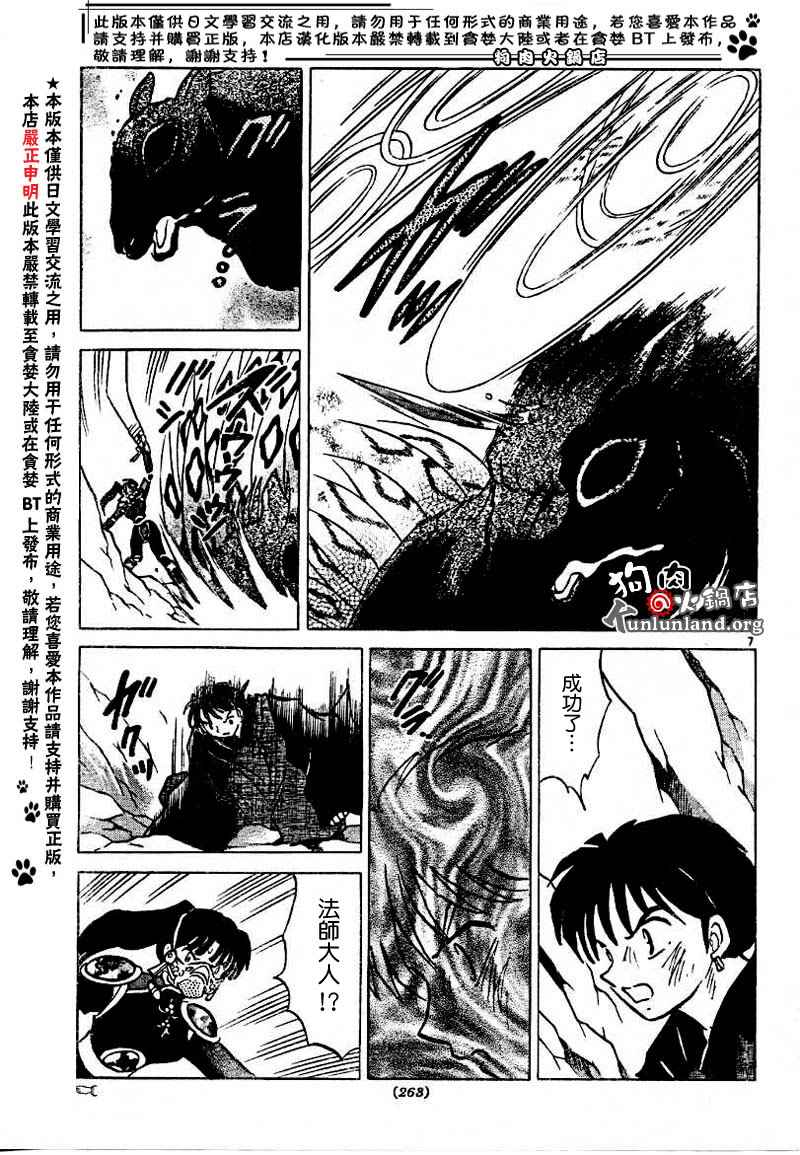 此版本僅供日文學習交流之用，請勿用于任何形式的商業用途，若您喜愛本作品
請支持并購買正版，本店漢化版本嚴禁轉載到貪婪大陸或者在貪婪 BT 上發布，
敬請理解，謝謝支持！
狗·肉·火·鍋·店
★本版本僅供日文學習交流之用，請勿用于任何形式的商業用途，若您喜愛本作品請支持并購買正版，
本店嚴正申明此版本嚴禁轉載至貪婪大陸或在貪婪 BT 上發布，敬請理解，謝謝支持！
ズウウウ
狗肉@火鍋店
Kunlunland.org
7
成功了…
法師大人!?
(263)